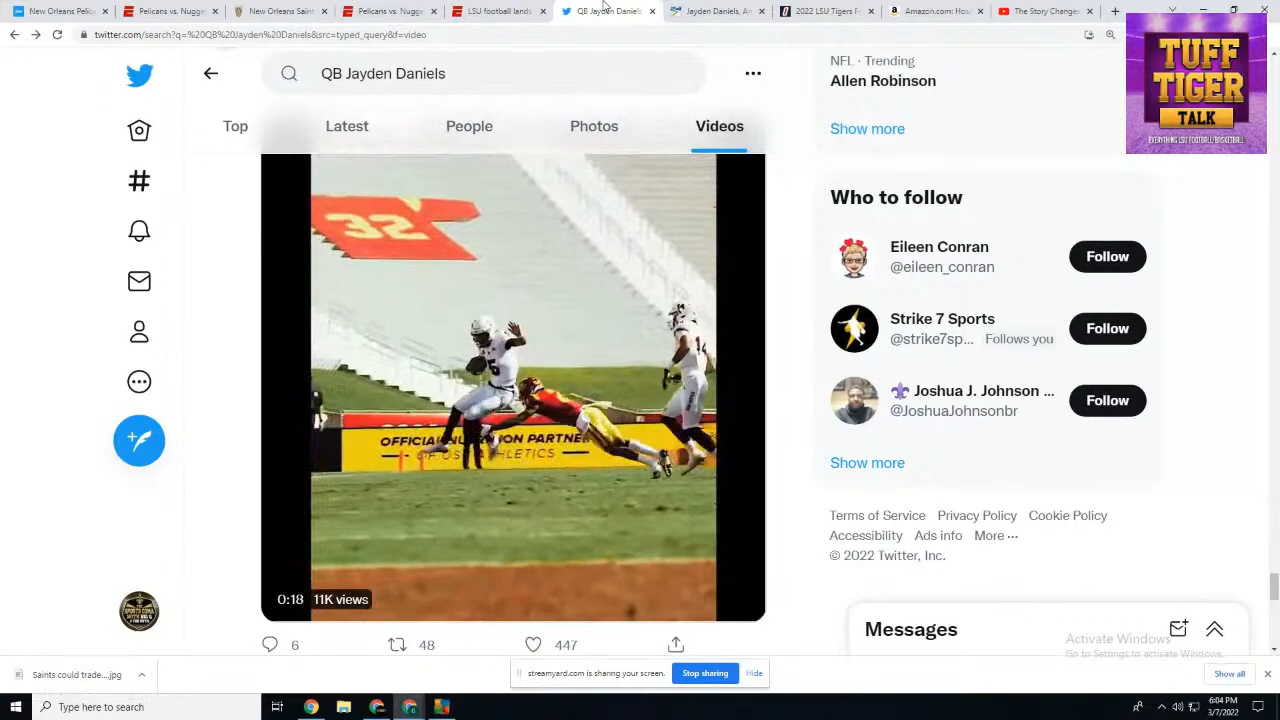 New Orleans Pelic
Pelicans vs. Nugge
New Orleans Saint
Pelicans vs. Nugge
LSU football lands
QB Jayden Daniels
Jayden Daniels, Ar
2022 LSU Tigers F
Amazon.com: Hos
The Story Changes
twitter.com/search?q=%20QB%20Jayden%20Daniels&src=typed_query&f=video
TUFF
TIGER
TALK
EVERYTHING LSU FOOTBALL/BASKETBALL
QB Jayden Daniels
Top
Latest
People
Photos
Videos
NFL · Trending
Allen Robinson
Show more
Who to follow
Eileen Conran
@eileen_conran
Follow
Strike 7 Sports
@strike7sp... Follows you
Follow
Joshua J. Johnson ...
@JoshuaJohnsonbr
Follow
Show more
Terms of Service Privacy Policy Cookie Policy
Accessibility Ads info More ···
© 2022 Twitter, Inc.
32
5
14
0:18 11K views
6
48
447
Messages
Activate Windows
Go to Settings to activate Windows.
Saints could trade....jpg
streamyard.com is sharing your screen.
Stop sharing
Hide
Show all
Type here to search
6:04 PM
3/7/2022